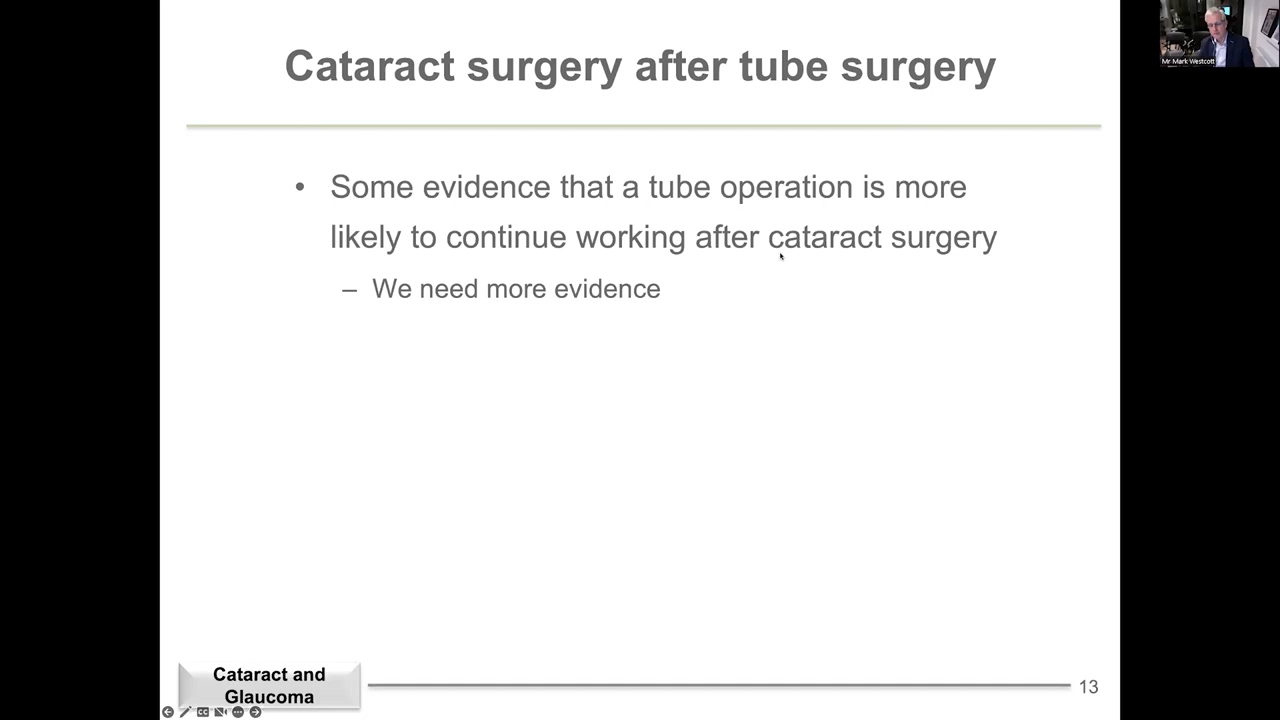 Cataract surgery after tube surgery
Mr Mark Westcott
• Some evidence that a tube operation is more
likely to continue working after cataract surgery
– We need more evidence
Cataract and
Glaucoma
13
CC